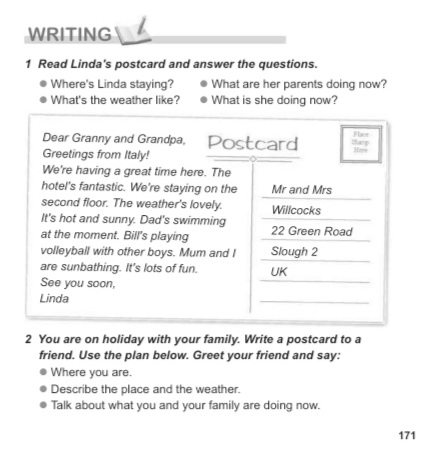 WRITING
1 Read Linda's postcard and answer the questions.
● Where's Linda staying? ● What are her parents doing now?
● What's the weather like? ● What is she doing now?
Postcard
Place
Stamp
Here
Dear Granny and Grandpa,
Greetings from Italy!
We're having a great time here. The
hotel's fantastic. We're staying on the
second floor. The weather's lovely.
It's hot and sunny. Dad's swimming
at the moment. Bill's playing
volleyball with other boys. Mum and I
are sunbathing. It's lots of fun.
See you soon,
Linda
Mr and Mrs
Willcocks
22 Green Road
Slough 2
UK
2 You are on holiday with your family. Write a postcard to a
friend. Use the plan below. Greet your friend and say:
● Where you are.
● Describe the place and the weather.
● Talk about what you and your family are doing now.
171